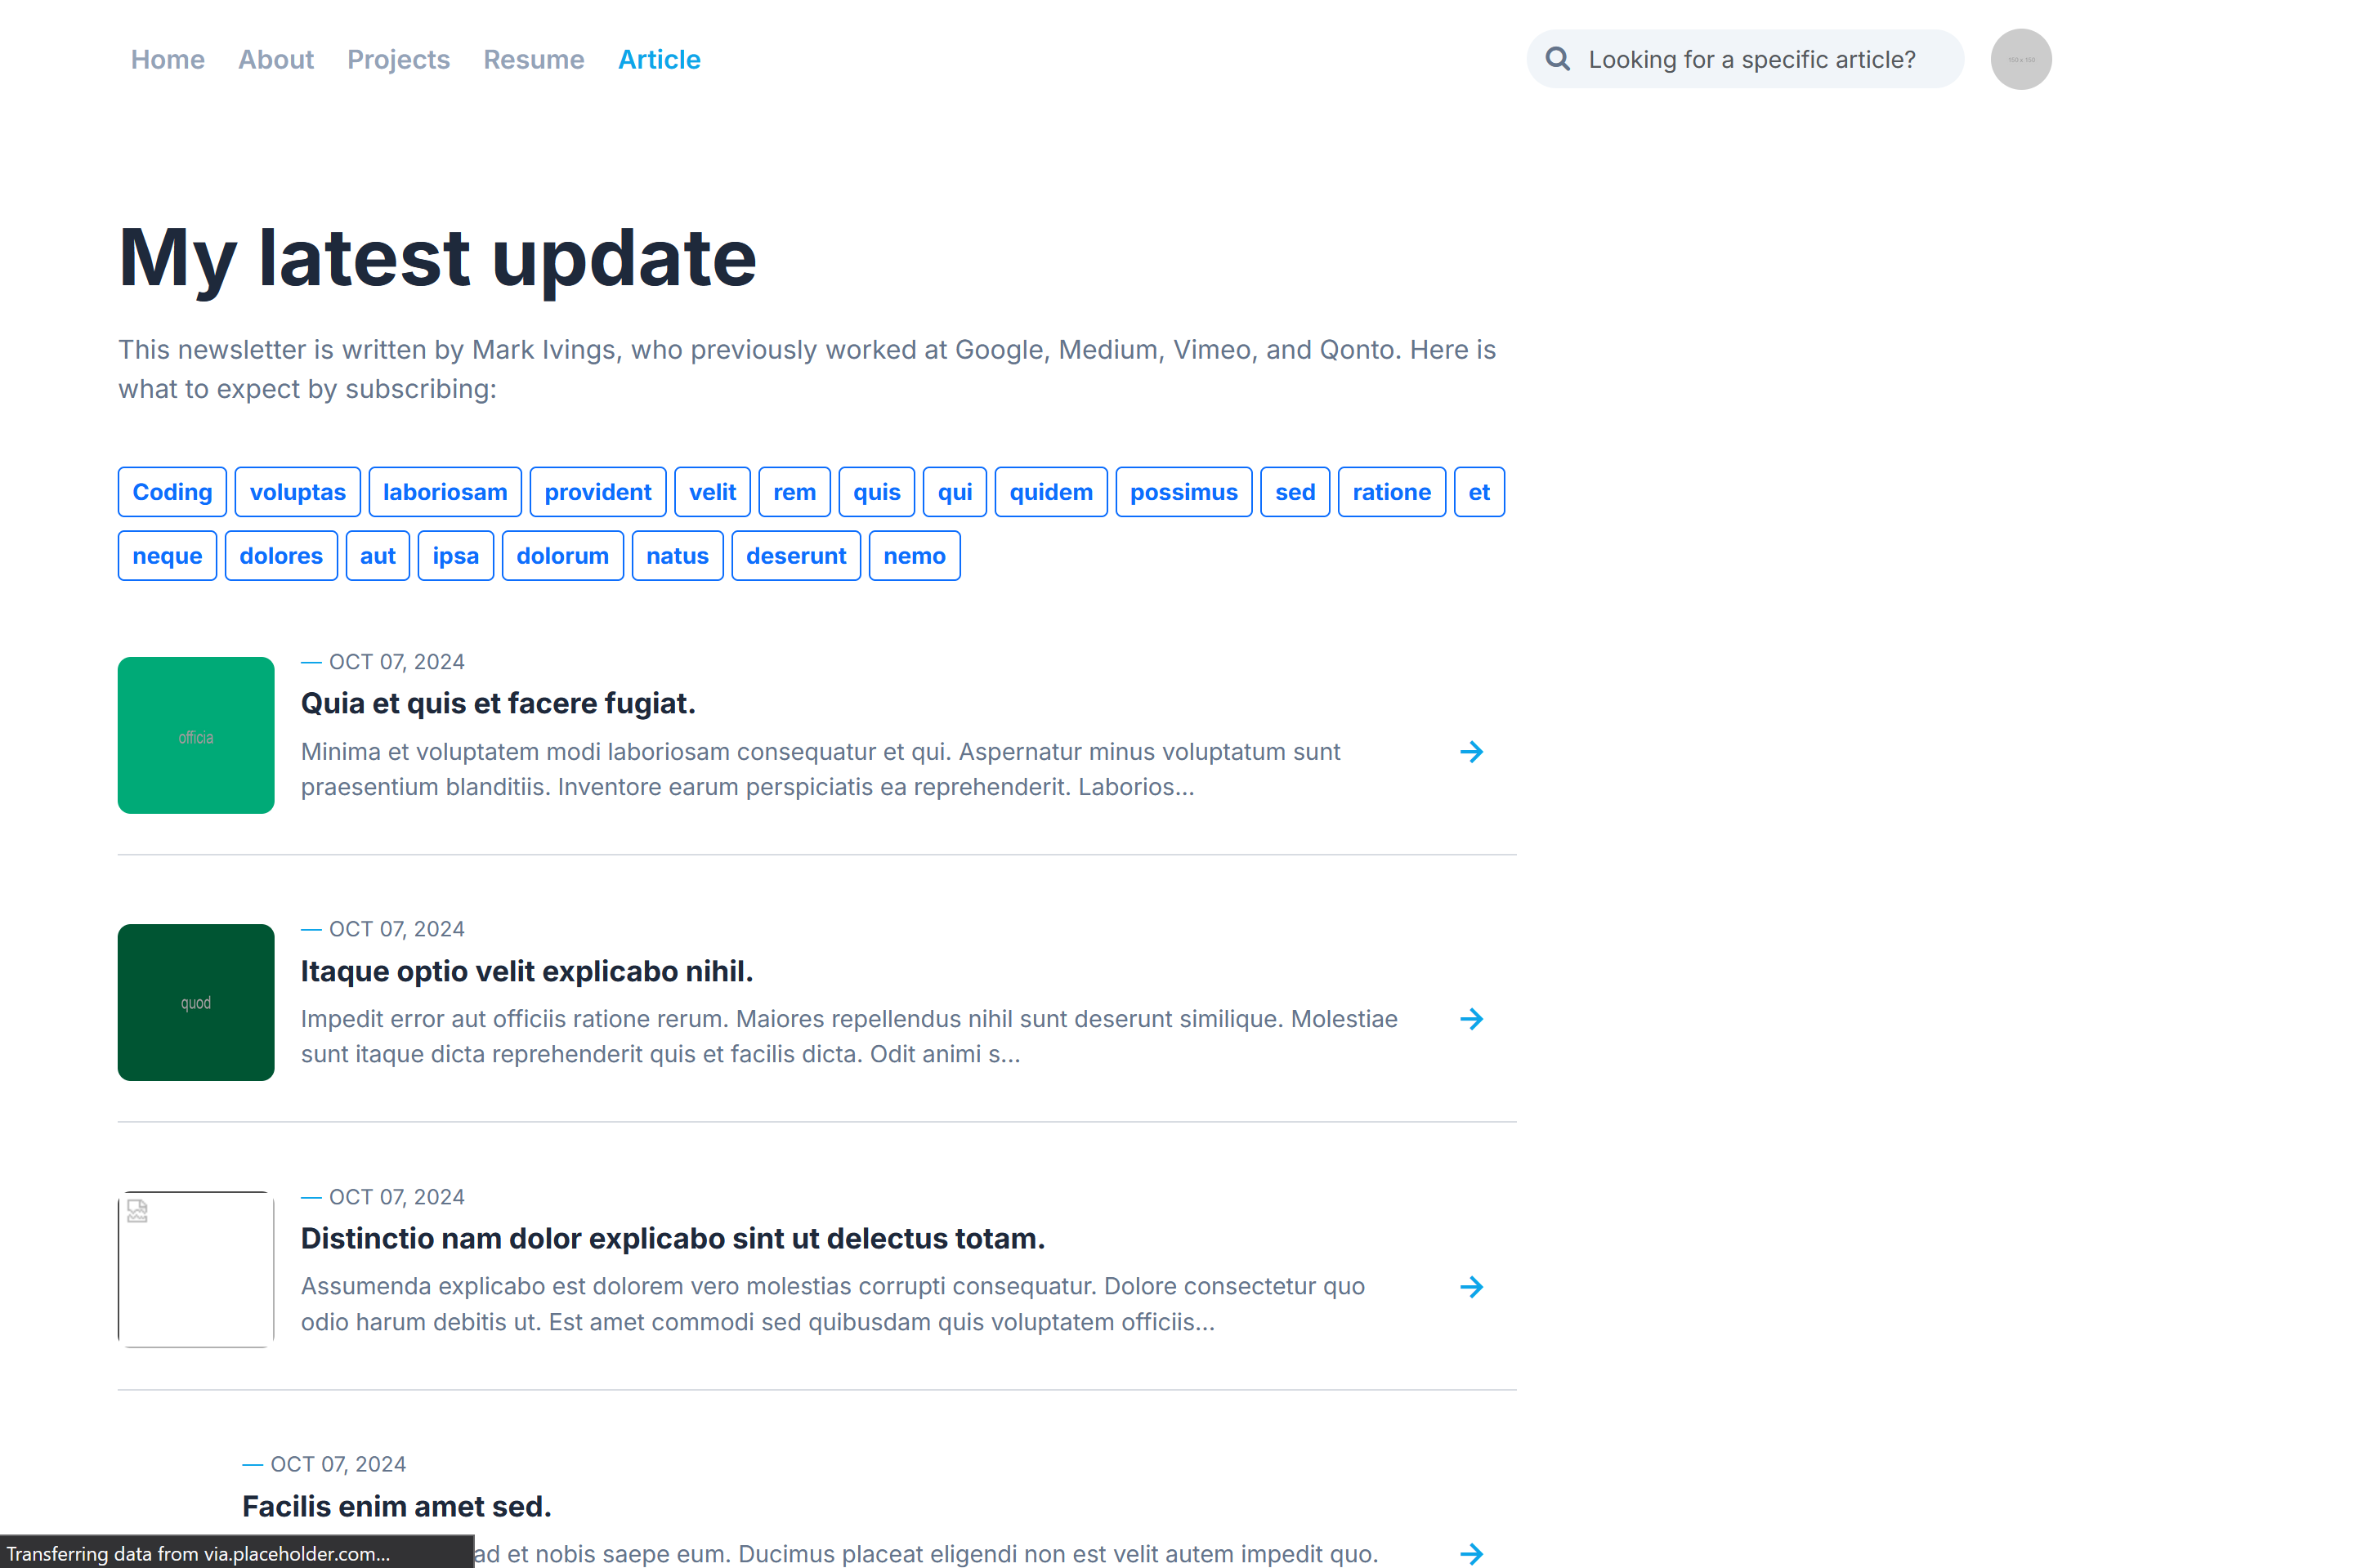 Home About Projects Resume Article
Looking for a specific article?
My latest update
This newsletter is written by Mark Ivings, who previously worked at Google, Medium, Vimeo, and Qonto. Here is
what to expect by subscribing:
Coding voluptas laboriosam provident velit rem quis qui quidem possimus sed ratione et
neque dolores aut ipsa dolorum natus deserunt nemo
— OCT 07, 2024
Quia et quis et facere fugiat.
officia
Minima et voluptatem modi laboriosam consequatur et qui. Aspernatur minus voluptatum sunt
praesentium blanditiis. Inventore earum perspiciatis ea reprehenderit. Laborios...
— OCT 07, 2024
Itaque optio velit explicabo nihil.
quod
Impedit error aut officiis ratione rerum. Maiores repellendus nihil sunt deserunt similique. Molestiae
sunt itaque dicta reprehenderit quis et facilis dicta. Odit animi s...
— OCT 07, 2024
Distinctio nam dolor explicabo sint ut delectus totam.
Assumenda explicabo est dolorem vero molestias corrupti consequatur. Dolore consectetur quo
odio harum debitis ut. Est amet commodi sed quibusdam quis voluptatem officiis...
— OCT 07, 2024
Facilis enim amet sed.
ad et nobis saepe eum. Ducimus placeat eligendi non est velit autem impedit quo.
Transferring data from via.placeholder.com...